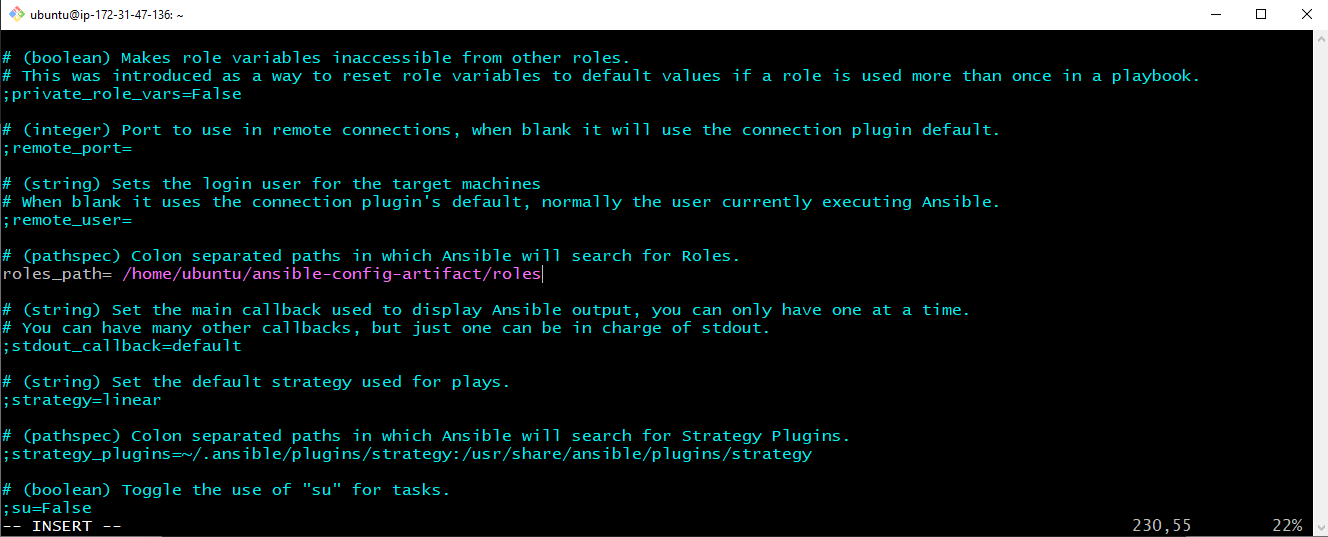 ubuntu@ip-172-31-47-136: ~
# (boolean) Makes role variables inaccessible from other roles.
# This was introduced as a way to reset role variables to default values if a role is used more than once in a playbook.
;private_role_vars=False
# (integer) Port to use in remote connections, when blank it will use the connection plugin default.
;remote_port=
# (string) Sets the login user for the target machines
# When blank it uses the connection plugin's default, normally the user currently executing Ansible.
;remote_user=
# (pathspec) Colon separated paths in which Ansible will search for Roles.
roles_path= /home/ubuntu/ansible-config-artifact/roles
# (string) Set the main callback used to display Ansible output, you can only have one at a time.
# You can have many other callbacks, but just one can be in charge of stdout.
;stdout_callback=default
# (string) Set the default strategy used for plays.
;strategy=linear
# (pathspec) Colon separated paths in which Ansible will search for Strategy Plugins.
;strategy_plugins=~/.ansible/plugins/strategy:/usr/share/ansible/plugins/strategy
# (boolean) Toggle the use of "su" for tasks.
;su=False
-- INSERT -- 230,55 22%